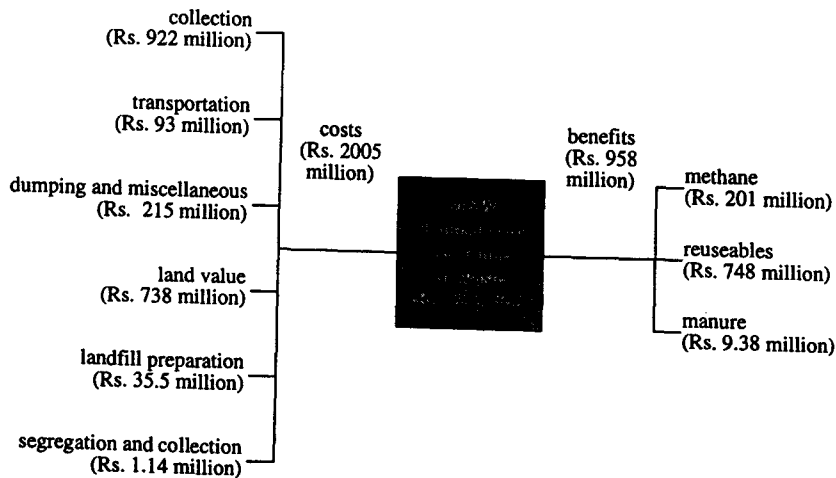 collection
(Rs. 922 million)
transportation
(Rs. 93 million)
dumping and miscellaneous
(Rs. 215 million)
land value
(Rs. 738 million)
landfill preparation
(Rs. 35.5 million)
segregation and collection
(Rs. 1.14 million)
costs
(Rs. 2005
million)
benefits
(Rs. 958
million)
methane
(Rs. 201 million)
reuseables
(Rs. 748 million)
manure
(Rs. 9.38 million)